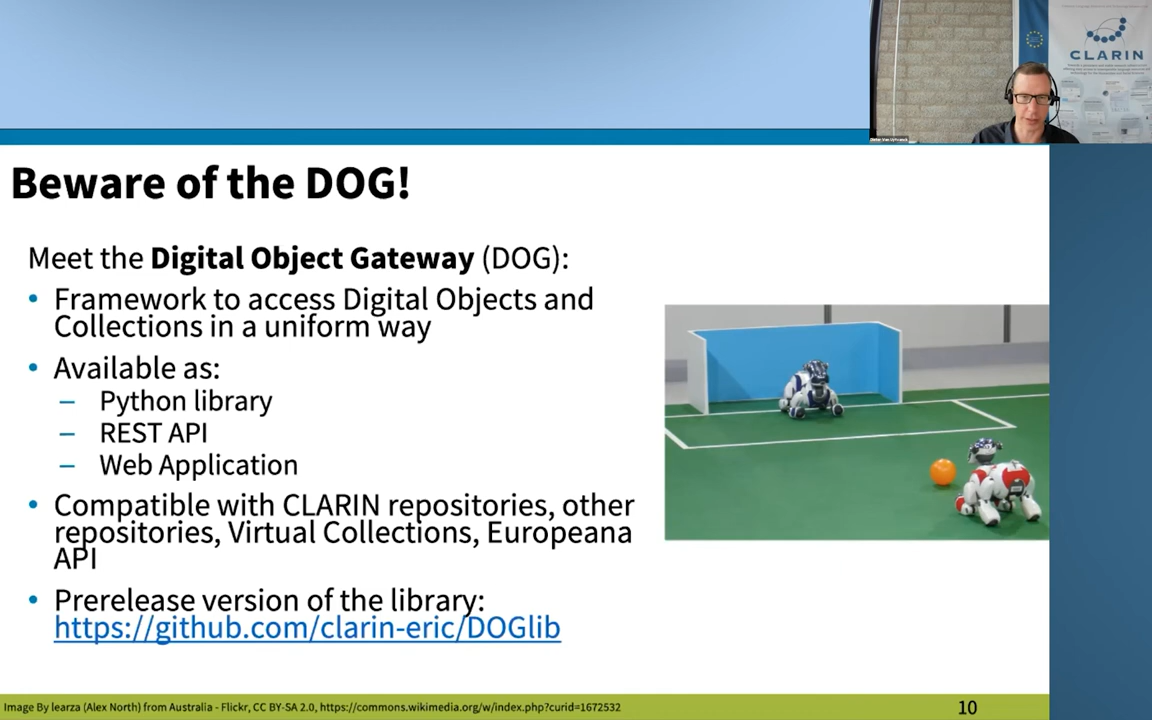 CLARIN
Beware of the DOG!
Meet the Digital Object Gateway (DOG):
• Framework to access Digital Objects and
Collections in a uniform way
• Available as:
– Python library
– REST API
– Web Application
• Compatible with CLARIN repositories, other
repositories, Virtual Collections, Europeana
API
• Prerelease version of the library:
https://github.com/clarin-eric/DOGlib
Image By learza (Alex North) from Australia - Flickr, CC BY-SA 2.0, https://commons.wikimedia.org/w/index.php?curid=1672532
10